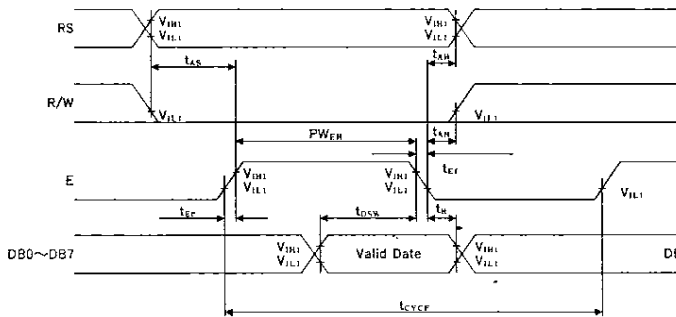 RS
VIH1
VIL1
VIH1
VIL1
tAS
tAH
R/W
VIL1
tAH
VIL1
PWEH
tEf
E
VIH1
VIL1
VIH1
VIL1
VIL1
tEr
tDSW
tH
DB0～DB7
VIH1
VIL1
Valid Date
VIH1
VIL1
DB
tCYCE